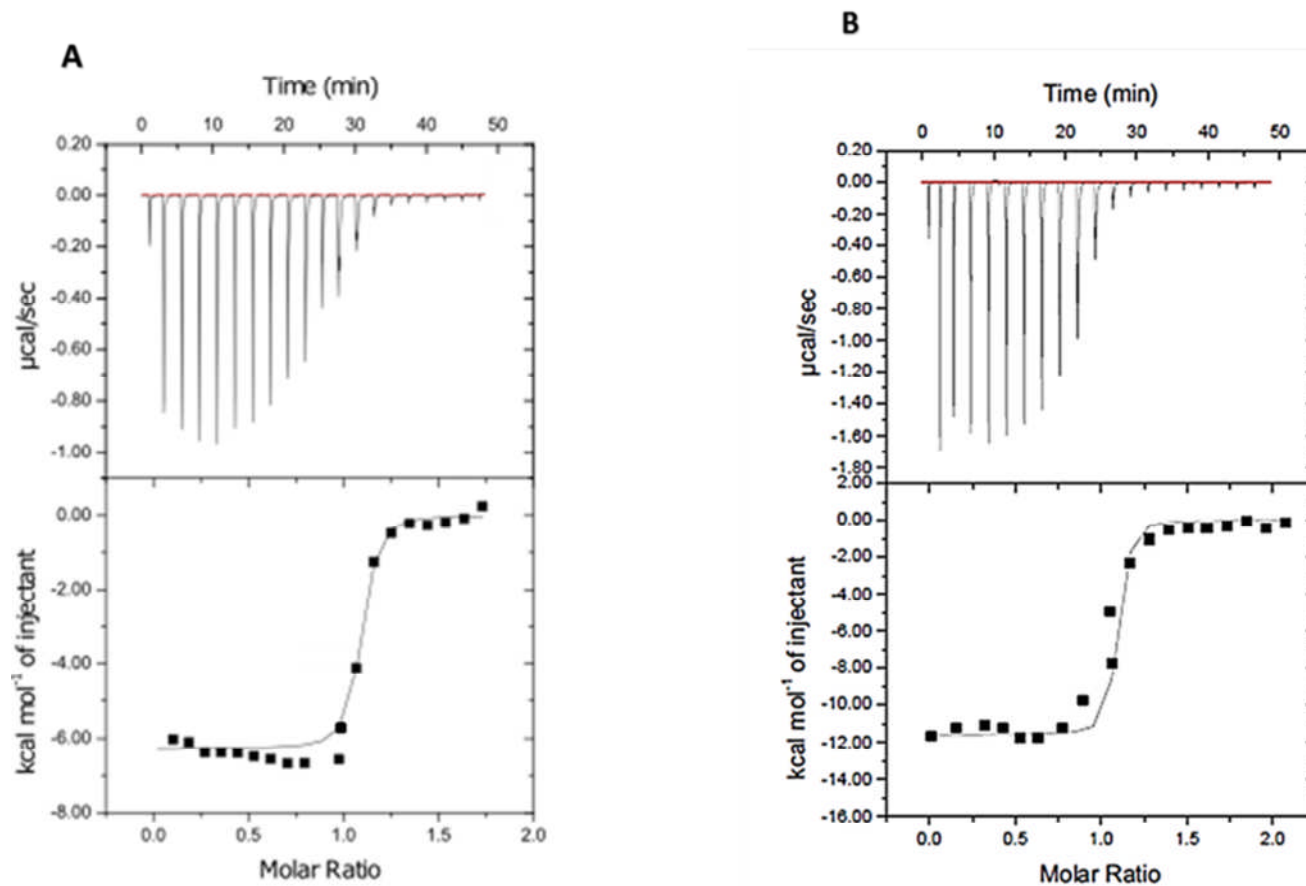 A
Time (min)
0 10 20 30 40 50
0.20
0.00
-0.20
-0.40
-0.60
-0.80
-1.00
µcal/sec
0.00
-2.00
-4.00
-6.00
-8.00
kcal mol-1 of injectant
0.0 0.5 1.0 1.5 2.0
Molar Ratio
B
Time (min)
0 10 20 30 40 50
0.20
0.00
-0.20
-0.40
-0.60
-0.80
-1.00
-1.20
-1.40
-1.60
-1.80
µcal/sec
2.00
0.00
-2.00
-4.00
-6.00
-8.00
-10.00
-12.00
-14.00
-16.00
kcal mol-1 of injectant
0.0 0.5 1.0 1.5 2.0
Molar Ratio